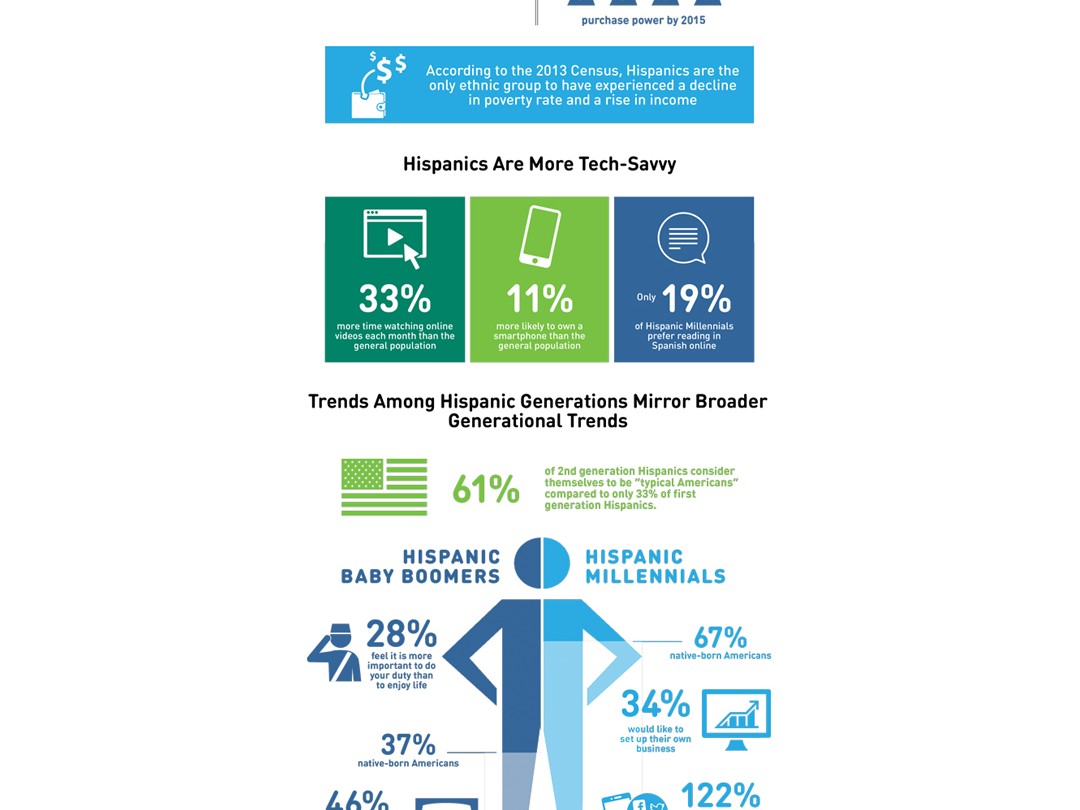 purchase power by 2015
According to the 2013 Census, Hispanics are the
only ethnic group to have experienced a decline
in poverty rate and a rise in income
Hispanics Are More Tech-Savvy
33%
more time watching online
videos each month than the
general population
11%
more likely to own a
smartphone than the
general population
Only 19%
of Hispanic Millennials
prefer reading in
Spanish online
Trends Among Hispanic Generations Mirror Broader
Generational Trends
61%
of 2nd generation Hispanics consider
themselves to be "typical Americans"
compared to only 33% of first
generation Hispanics.
HISPANIC
BABY BOOMERS
HISPANIC
MILLENNIALS
28%
feel it is more
important to do
your duty than
to enjoy life
67%
native-born Americans
34%
would like to
set up their own
business
37%
native-born Americans
46%
122%